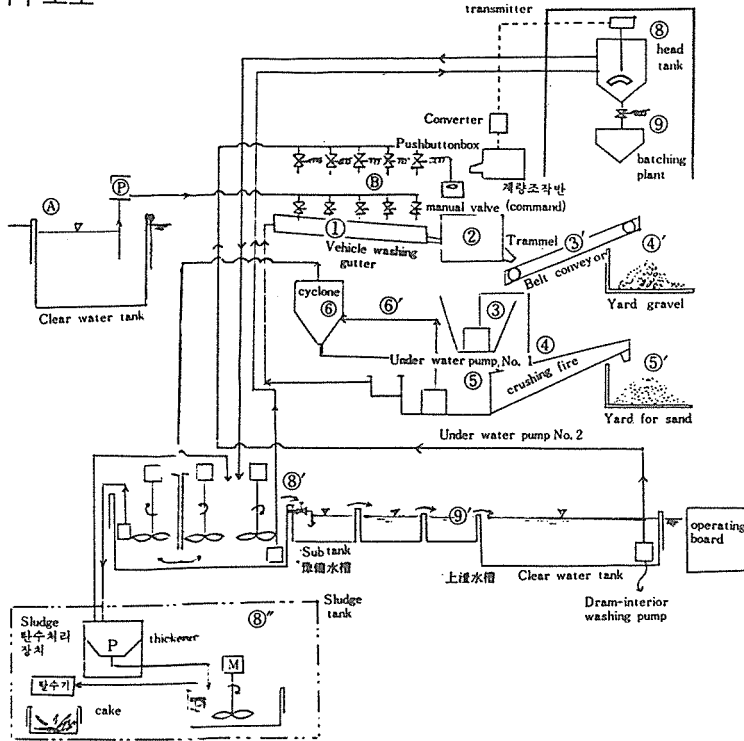 transmitter
⑧
head
tank
⑨
batching
plant
Converter
Pushbuttonbox
Ⓑ
계량조작반
manual valve (command)
Ⓐ
Ⓟ
①
Vehicle washing
gutter
②
Trammel
③′
Belt conveyor
④′
Yard gravel
Clear water tank
cyclone
⑥
⑥′
③
④
Under water pump, No. 1
⑤
crushing fire
⑤′
Yard for sand
Under water pump No. 2
⑧′
⑨′
Sub tank
豫備水槽
上澄水槽
Clear water tank
operating
board
Dram-interior
washing pump
Sludge
tank
⑧″
Sludge
탈수처리
장치
P
thickener
M
탈수기
cake